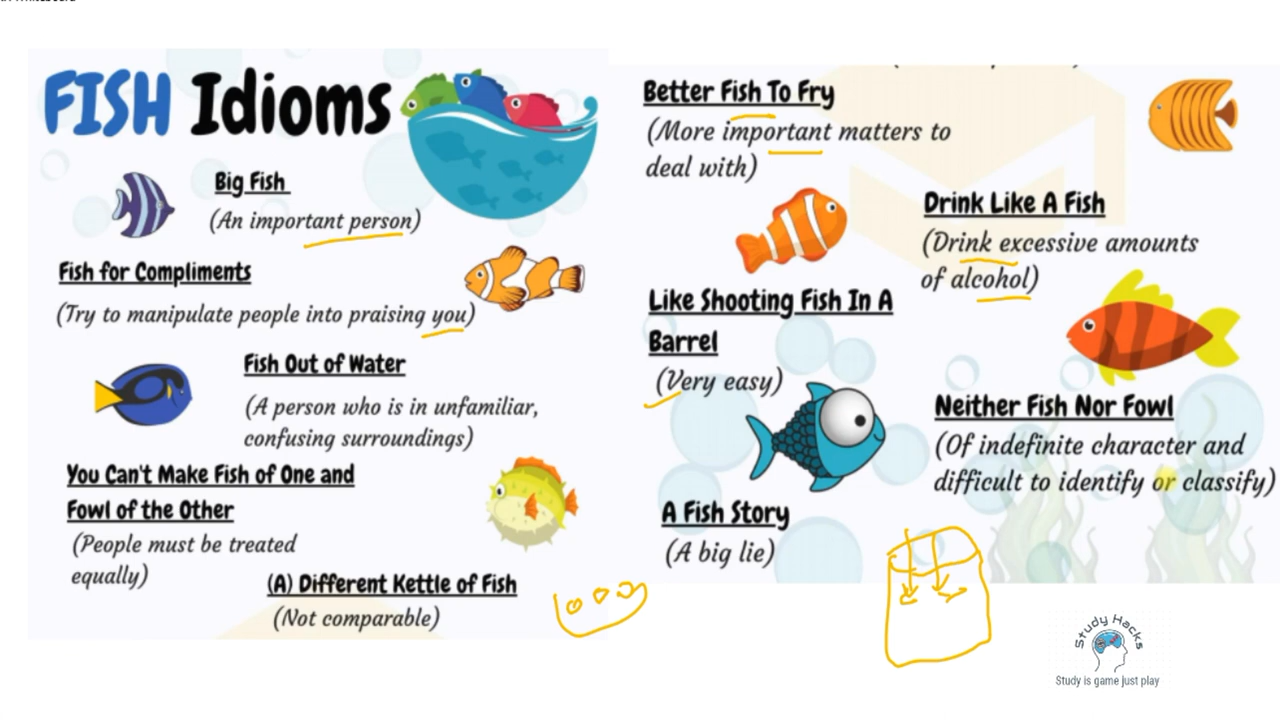 FISH Idioms
Big Fish
(An important person)
Fish for Compliments
(Try to manipulate people into praising you)
Fish Out of Water
(A person who is in unfamiliar,
confusing surroundings)
You Can't Make Fish of One and
Fowl of the Other
(People must be treated
equally)
(A) Different Kettle of Fish
(Not comparable)
Better Fish To Fry
(More important matters to
deal with)
Drink Like A Fish
(Drink excessive amounts
of alcohol)
Like Shooting Fish In A
Barrel
(Very easy)
Neither Fish Nor Fowl
(Of indefinite character and
difficult to identify or classify)
A Fish Story
(A big lie)
Study Hacks
Study is game just play